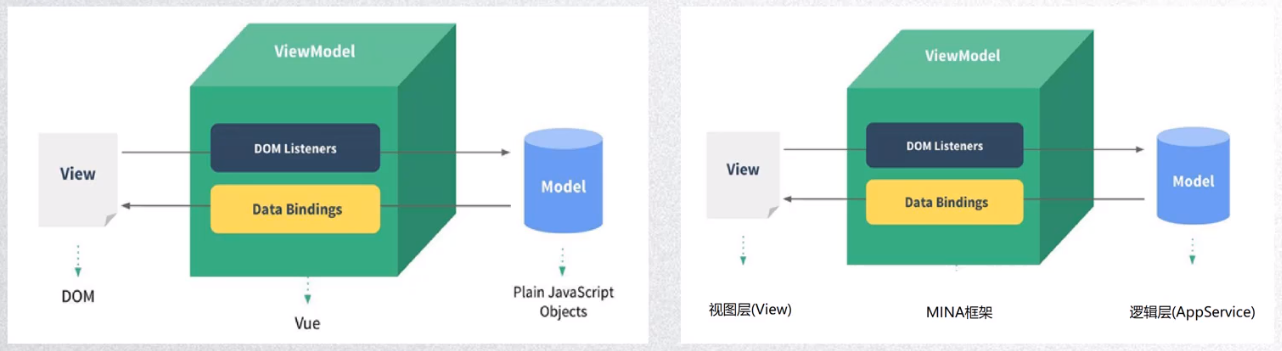 ViewModel
DOM Listeners
View
Model
Data Bindings
DOM
Plain JavaScript
Objects
Vue
ViewModel
DOM Listeners
View
Model
Data Bindings
视图层(View)
MINA框架
逻辑层(AppService)